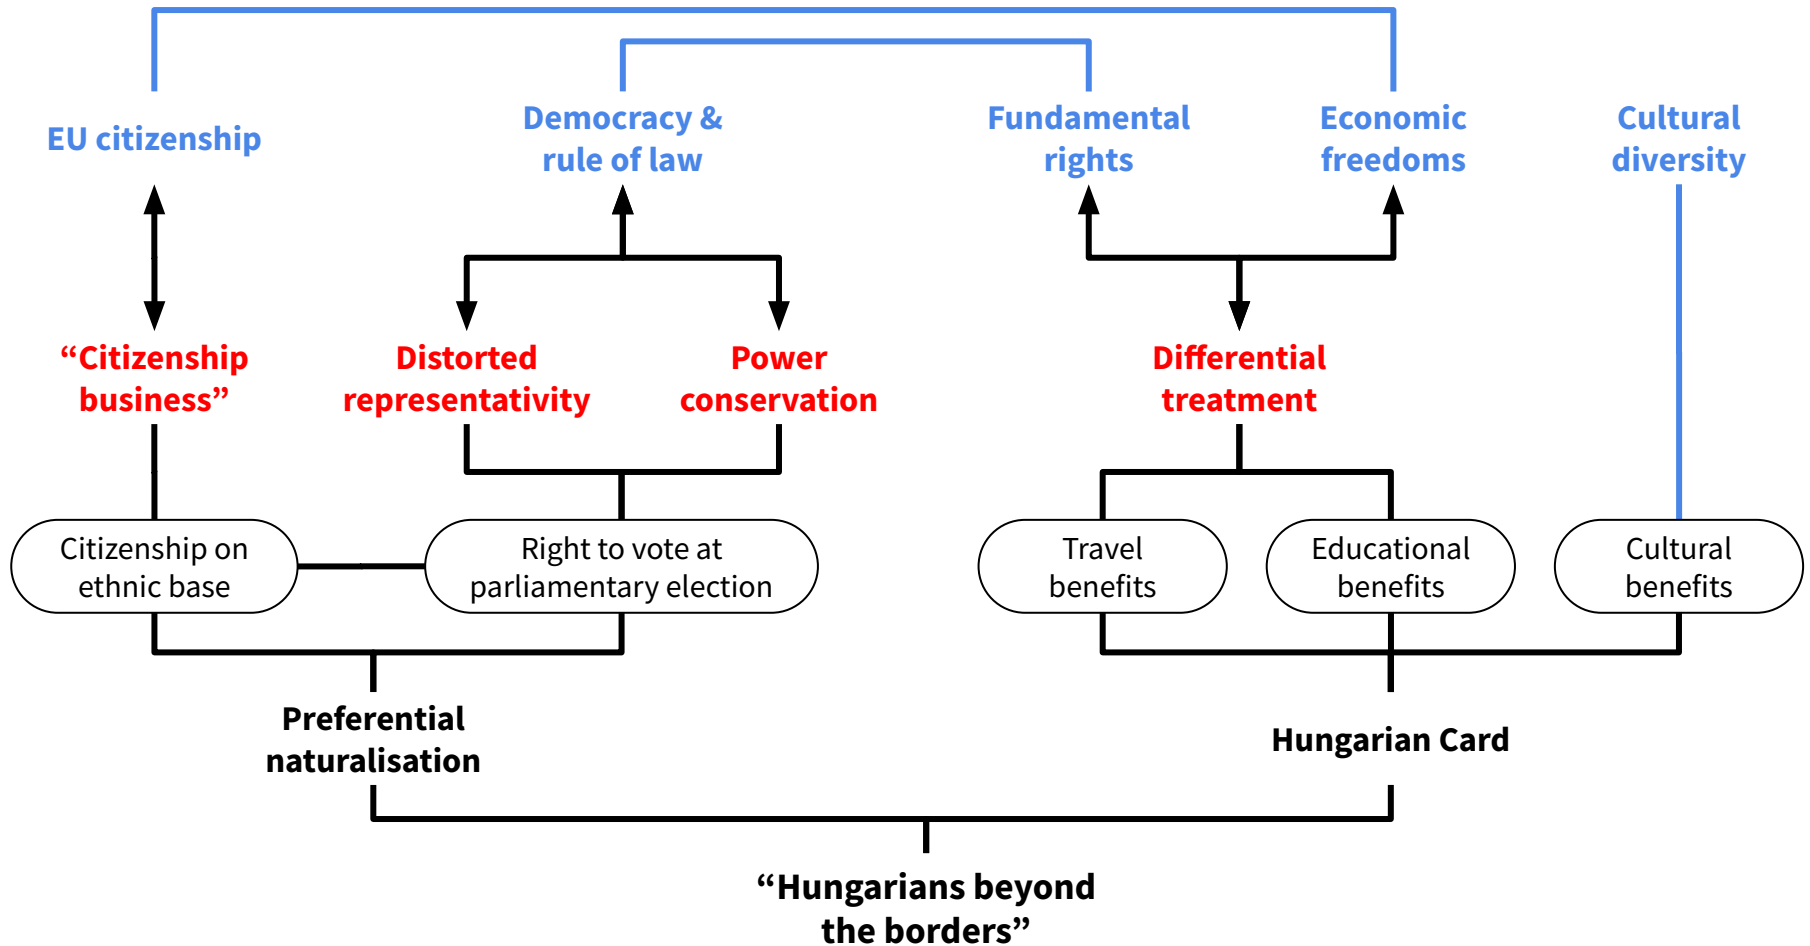 EU citizenship
Democracy &
rule of law
Fundamental
rights
Economic
freedoms
Cultural
diversity
“Citizenship
business”
Distorted
representativity
Power
conservation
Differential
treatment
Citizenship on
ethnic base
Right to vote at
parliamentary election
Travel
benefits
Educational
benefits
Cultural
benefits
Preferential
naturalisation
Hungarian Card
“Hungarians beyond
the borders”